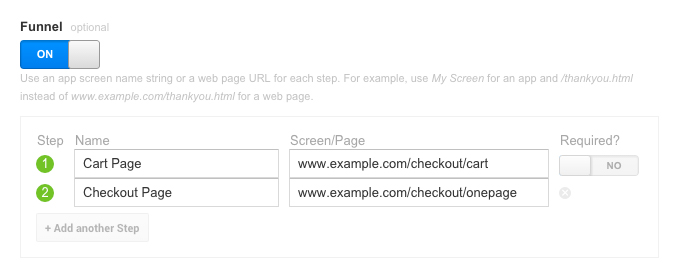 Funnel optional
ON
Use an app screen name string or a web page URL for each step. For example, use My Screen for an app and /thankyou.html
instead of www.example.com/thankyou.html for a web page.
Step Name Screen/Page Required?
1 Cart Page www.example.com/checkout/cart NO
2 Checkout Page www.example.com/checkout/onepage
+ Add another Step